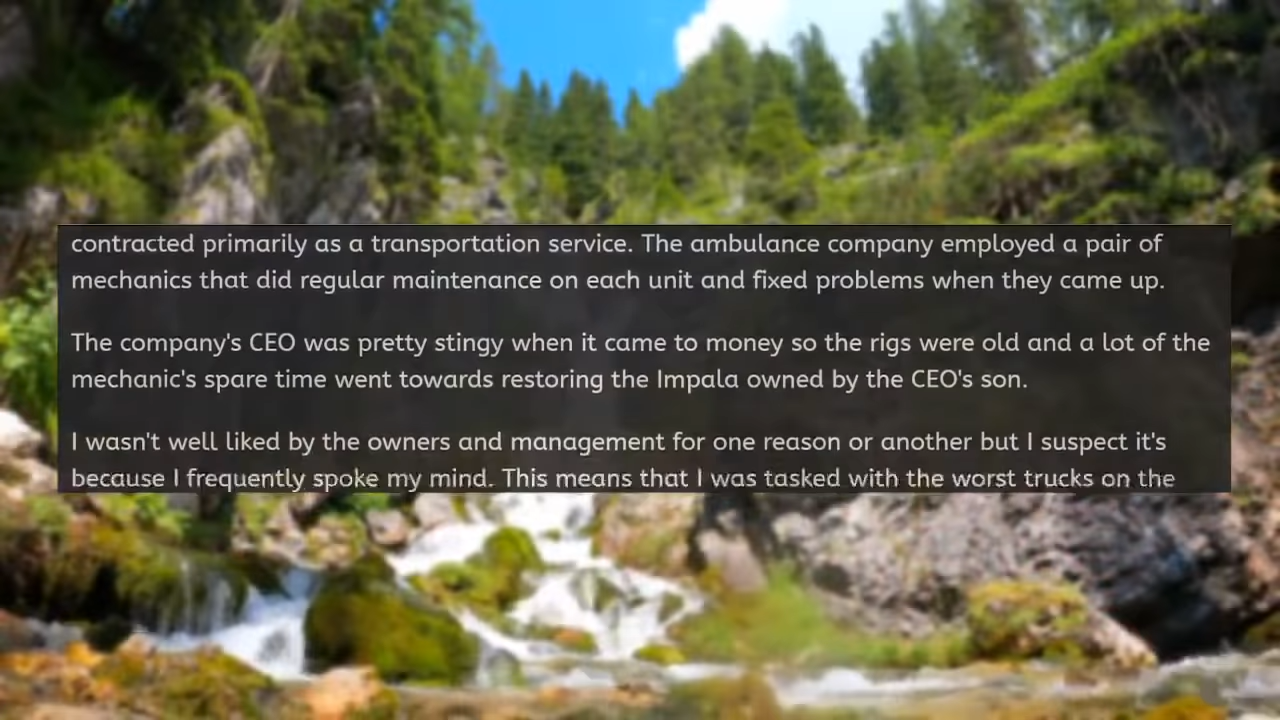 contracted primarily as a transportation service. The ambulance company employed a pair of
mechanics that did regular maintenance on each unit and fixed problems when they came up.
The company's CEO was pretty stingy when it came to money so the rigs were old and a lot of the
mechanic's spare time went towards restoring the Impala owned by the CEO's son.
I wasn't well liked by the owners and management for one reason or another but I suspect it's
because I frequently spoke my mind. This means that I was tasked with the worst trucks on the